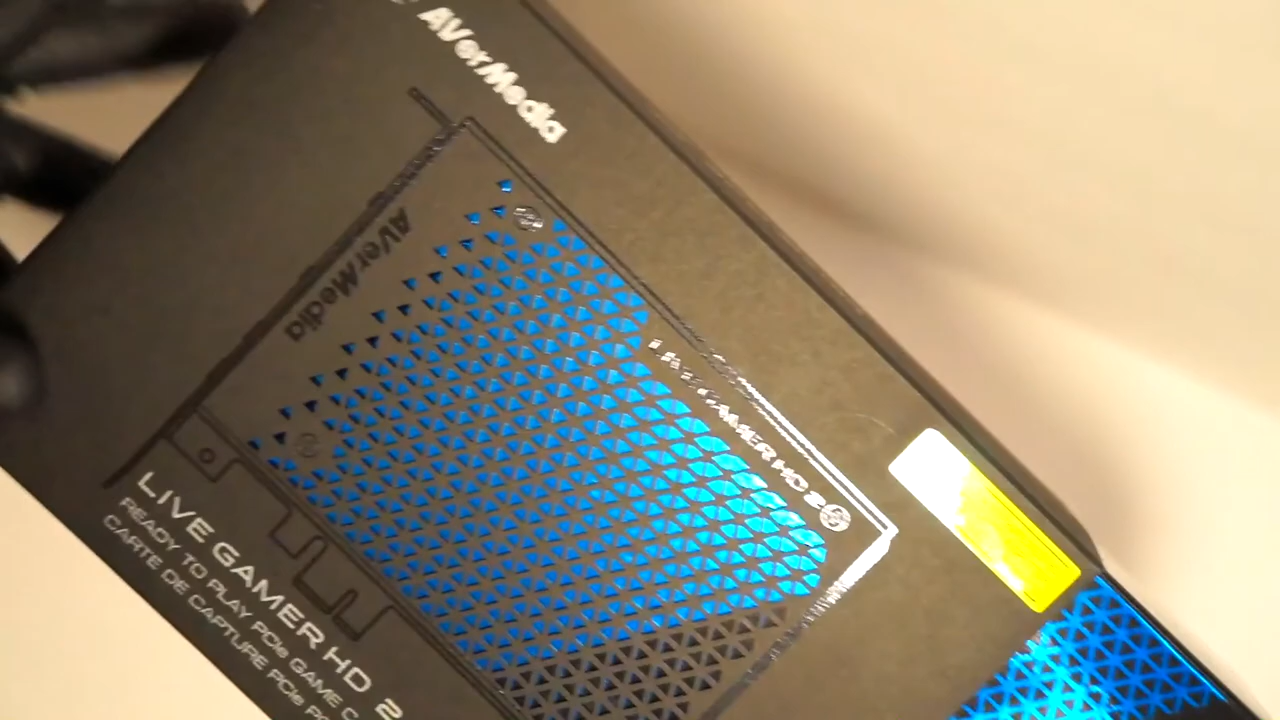 AVerMedia
AVerMedia
LIVE GAMER HD 2
LIVE GAMER HD 2
READY TO PLAY PCIe GAME C
CARTE DE CAPTURE PCIe